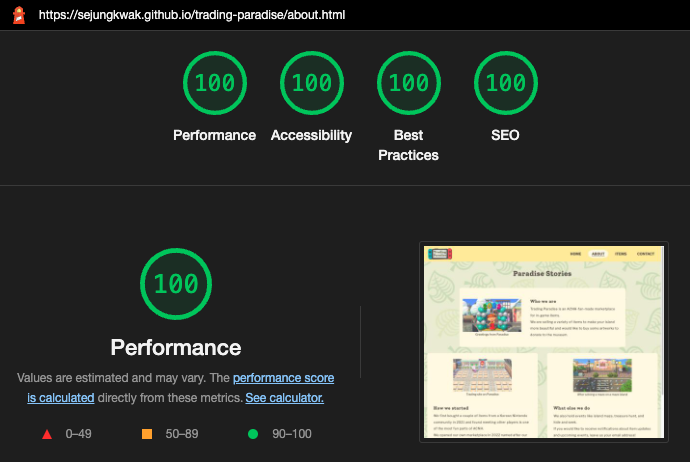 https://sejungkwak.github.io/trading-paradise/about.html
100 100 100 100
Performance Accessibility Best Practices SEO
100
Performance
Values are estimated and may vary. The performance score
is calculated directly from these metrics. See calculator.
0–49 50–89 90–100
HOME ABOUT ITEMS CONTACT
Paradise Stories
Who we are
How we started
What else we do